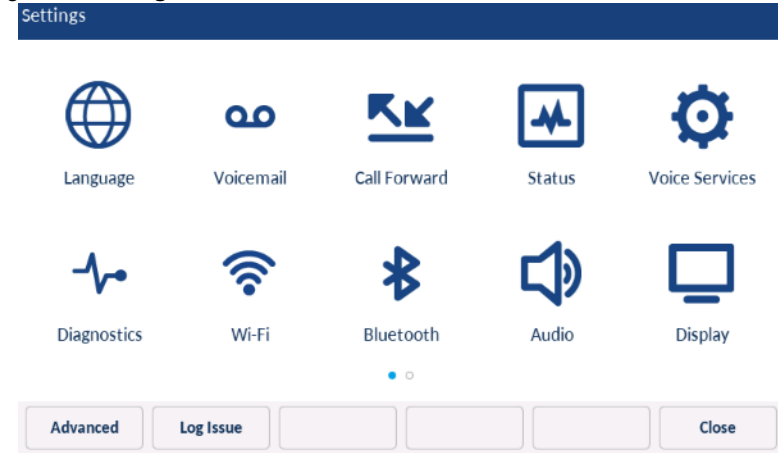 Settings
Language Voicemail Call Forward Status Voice Services
Diagnostics Wi-Fi Bluetooth Audio Display
Advanced Log Issue Close